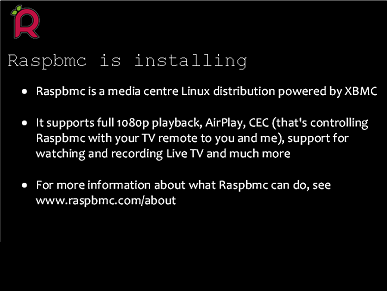 R
Raspbmc is installing
• Raspbmc is a media centre Linux distribution powered by XBMC
• It supports full 1080p playback, AirPlay, CEC (that's controlling
Raspbmc with your TV remote to you and me), support for
watching and recording Live TV and much more
• For more information about what Raspbmc can do, see
www.raspbmc.com/about